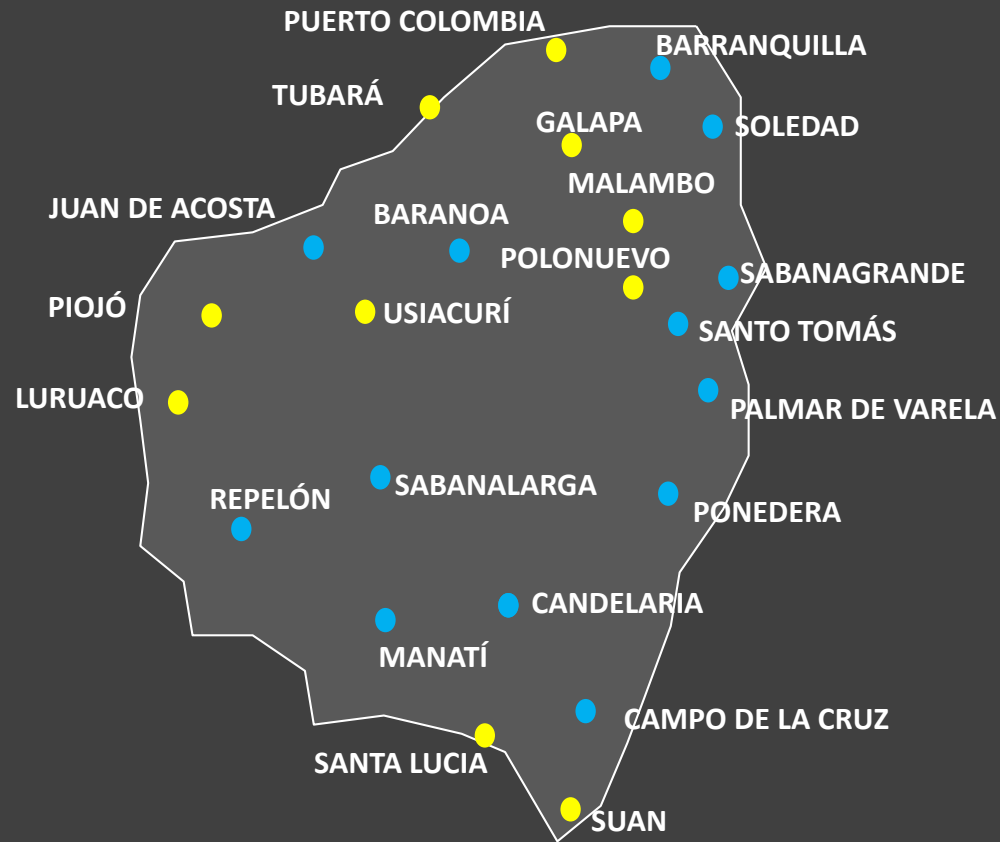 PUERTO COLOMBIA
BARRANQUILLA
TUBARÁ
GALAPA
SOLEDAD
MALAMBO
JUAN DE ACOSTA
BARANOA
POLONUEVO
SABANAGRANDE
PIOJÓ
USIACURÍ
SANTO TOMÁS
LURUACO
PALMAR DE VARELA
SABANALARGA
REPELÓN
PONEDERA
CANDELARIA
MANATÍ
CAMPO DE LA CRUZ
SANTA LUCIA
SUAN